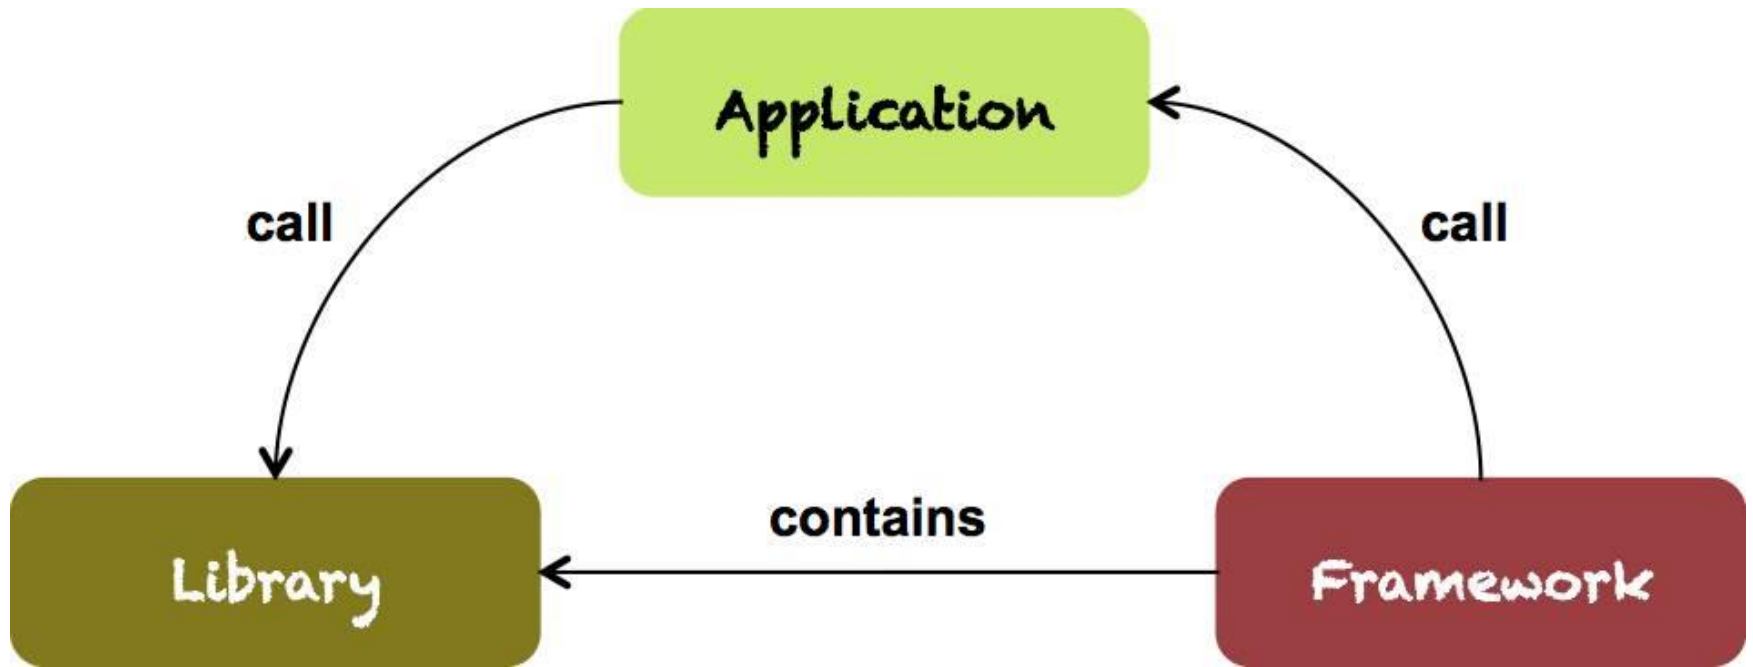 Application
call
call
contains
Library
Framework